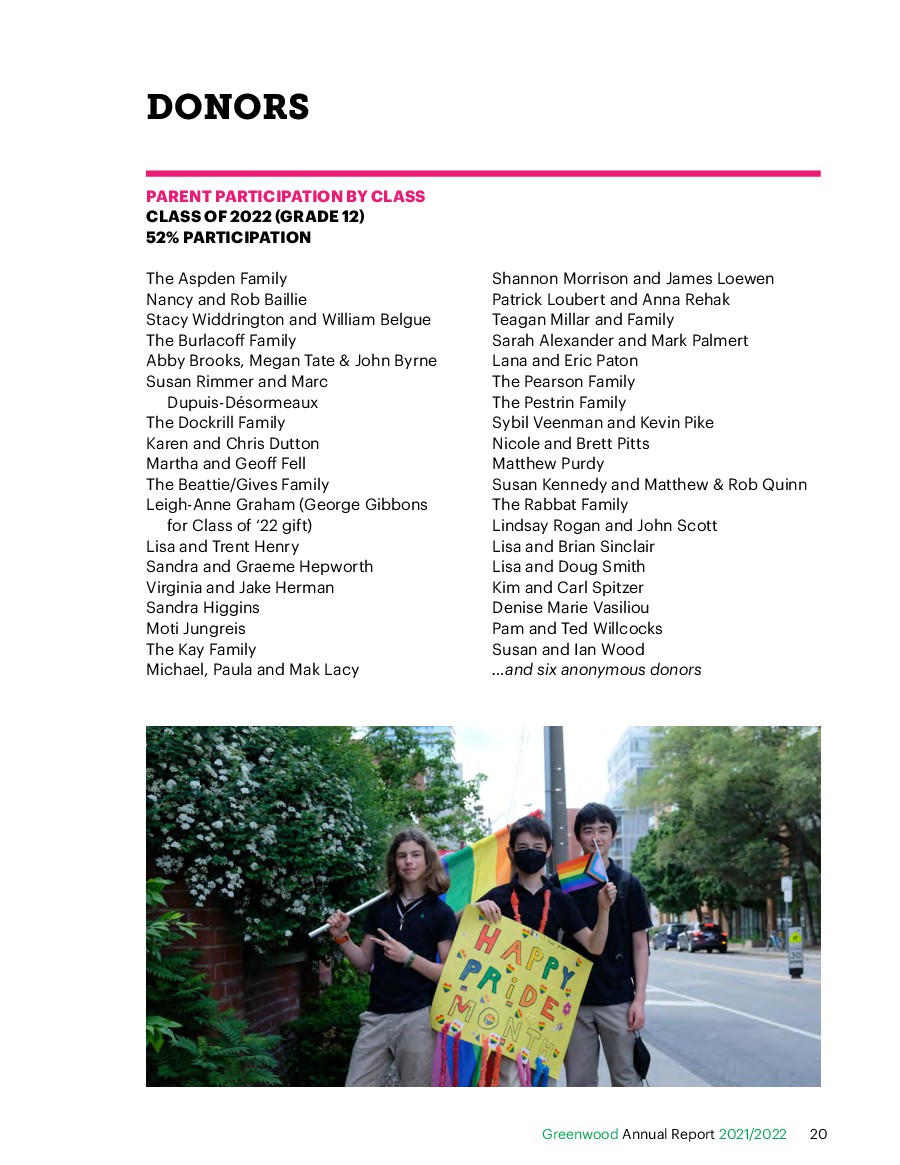 DONORS
PARENT PARTICIPATION BY CLASS
CLASS OF 2022 (GRADE 12)
52% PARTICIPATION
The Aspden Family
Nancy and Rob Baillie
Stacy Widdrington and William Belgue
The Burlacoff Family
Abby Brooks, Megan Tate & John Byrne
Susan Rimmer and Marc
Dupuis-Désormeaux
The Dockrill Family
Karen and Chris Dutton
Martha and Geoff Fell
The Beattie/Gives Family
Leigh-Anne Graham (George Gibbons
for Class of ‘22 gift)
Lisa and Trent Henry
Sandra and Graeme Hepworth
Virginia and Jake Herman
Sandra Higgins
Moti Jungreis
The Kay Family
Michael, Paula and Mak Lacy
Shannon Morrison and James Loewen
Patrick Loubert and Anna Rehak
Teagan Millar and Family
Sarah Alexander and Mark Palmert
Lana and Eric Paton
The Pearson Family
The Pestrin Family
Sybil Veenman and Kevin Pike
Nicole and Brett Pitts
Matthew Purdy
Susan Kennedy and Matthew & Rob Quinn
The Rabbat Family
Lindsay Rogan and John Scott
Lisa and Brian Sinclair
Lisa and Doug Smith
Kim and Carl Spitzer
Denise Marie Vasiliou
Pam and Ted Willcocks
Susan and Ian Wood
...and six anonymous donors
HAPPY
PRiDE
MONTH
30
Greenwood Annual Report 2021/2022 20